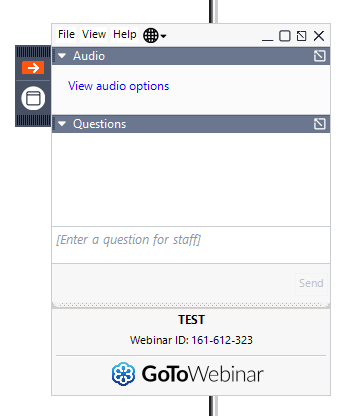 File View Help
Audio
View audio options
Questions
[Enter a question for staff]
Send
TEST
Webinar ID: 161-612-323
GoToWebinar